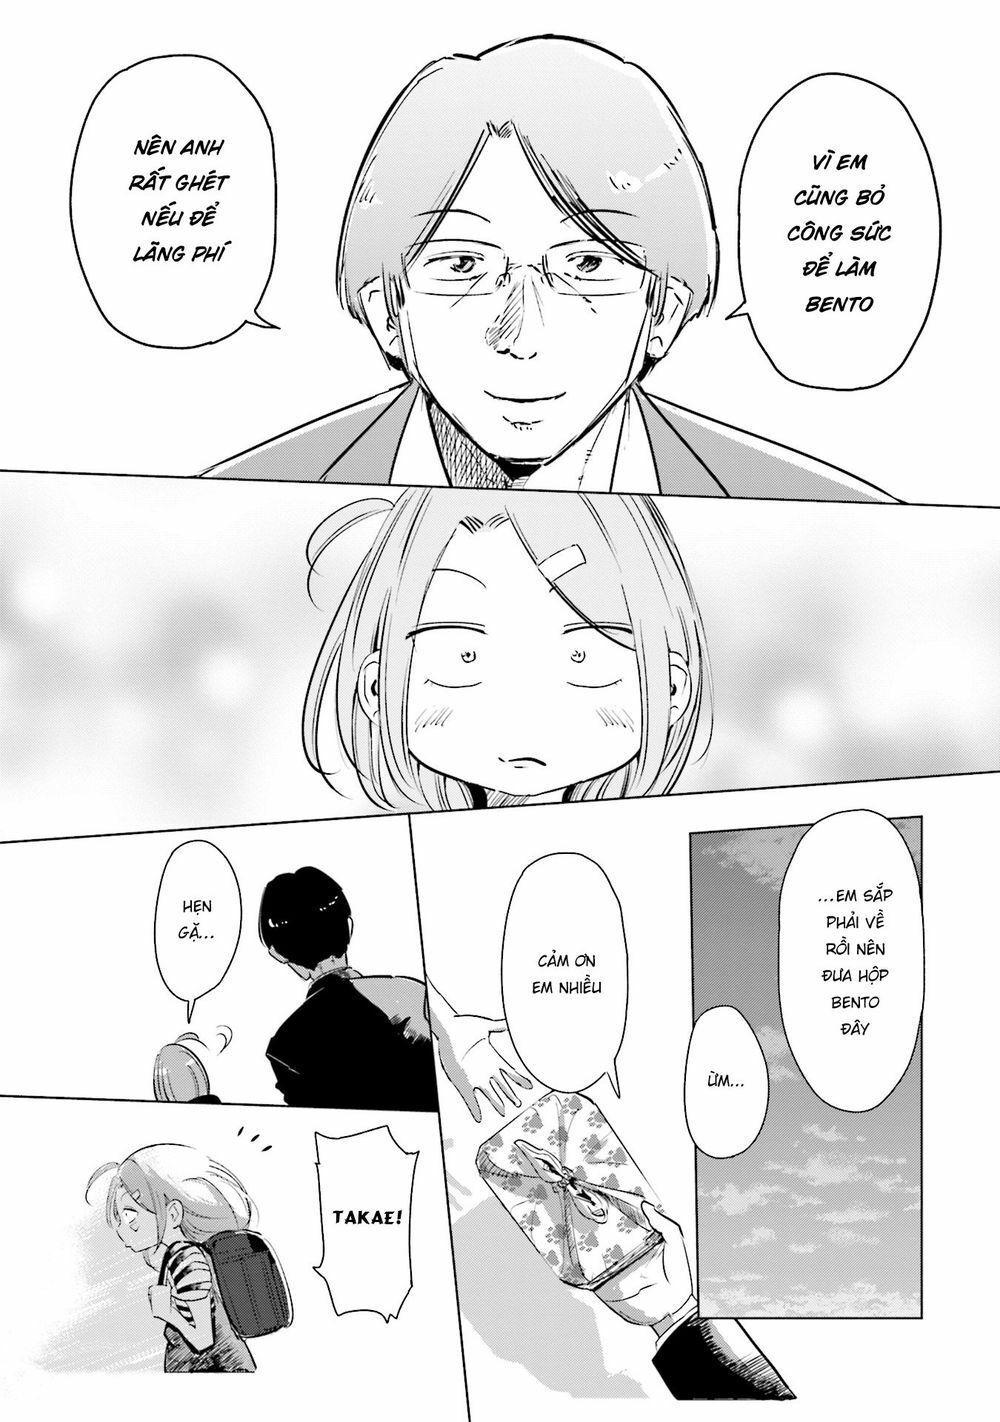 VÌ EM
CŨNG BỎ
CÔNG SỨC
ĐỂ LÀM
BENTO
NÊN ANH
RẤT GHÉT
NẾU ĐỂ
LÃNG PHÍ
...EM SẮP
PHẢI VỀ
RỒI NÊN
ĐƯA HỘP
BENTO
ĐÂY
ỪM...
CẢM ƠN
EM NHIỀU
HẸN
GẶ...
TAKAE!